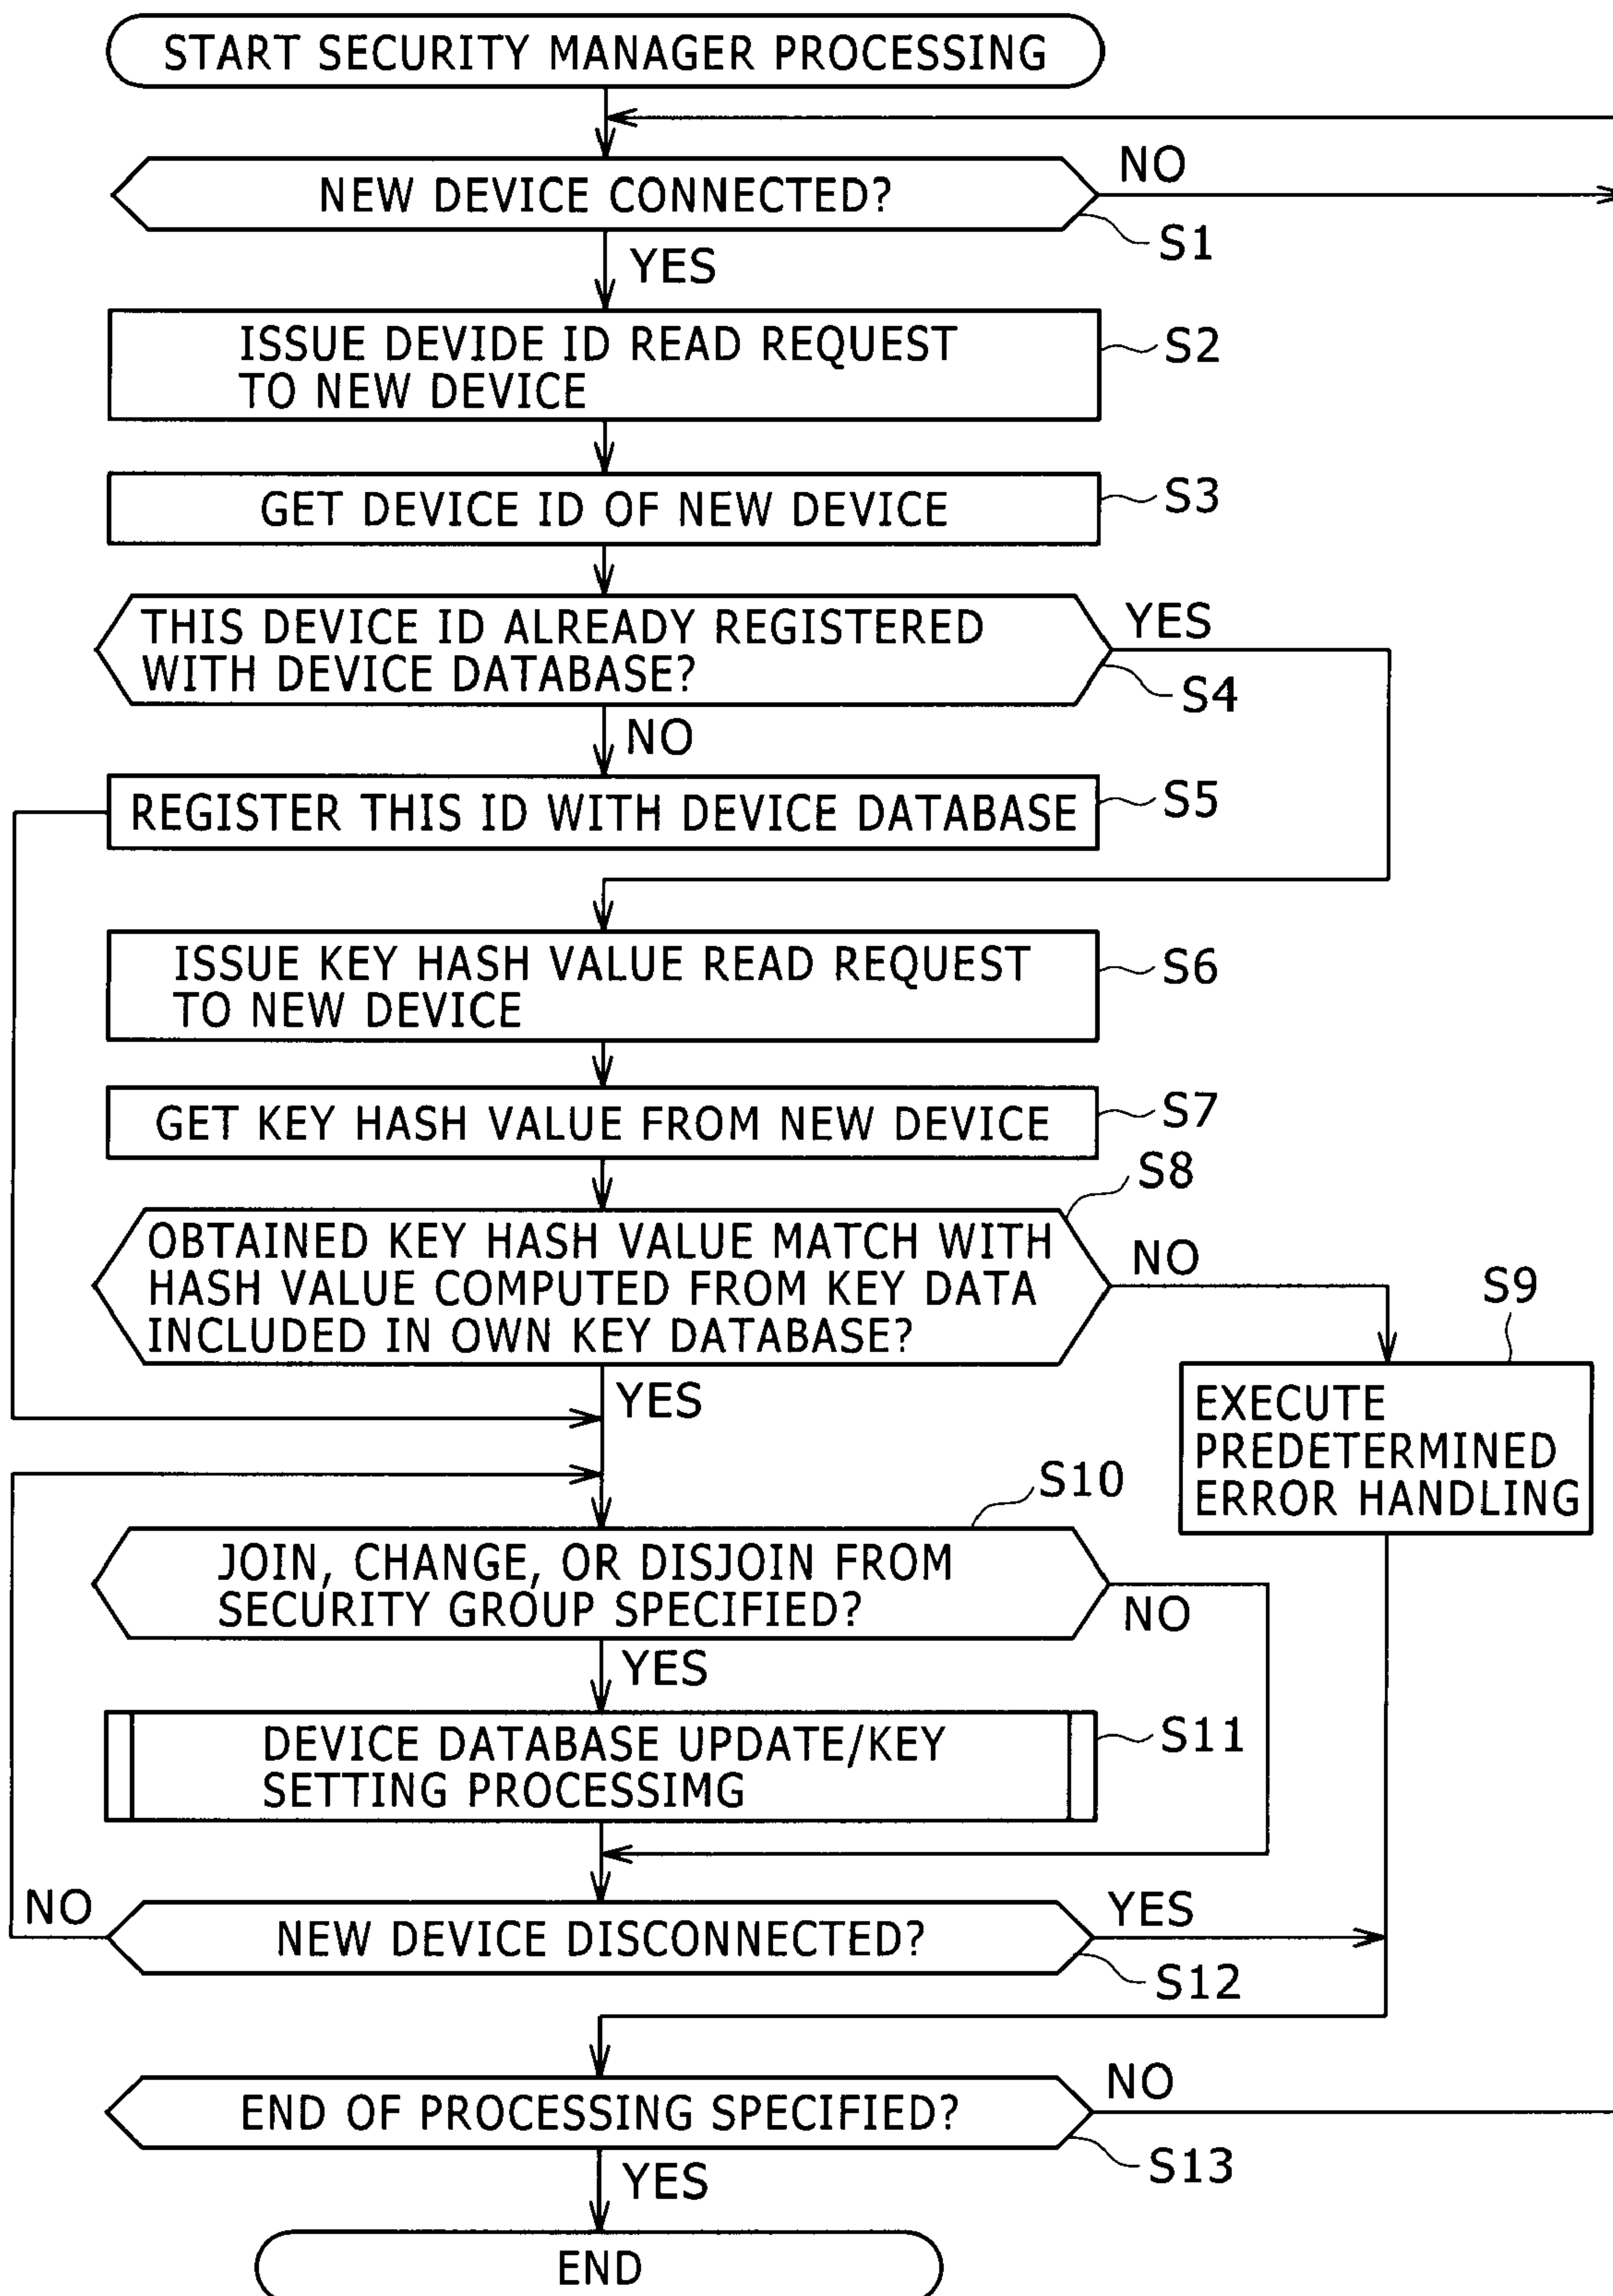 START SECURITY MANAGER PROCESSING
NEW DEVICE CONNECTED?
NO
S1
YES
ISSUE DEVIDE ID READ REQUEST
TO NEW DEVICE
S2
GET DEVICE ID OF NEW DEVICE
S3
THIS DEVICE ID ALREADY REGISTERED
WITH DEVICE DATABASE?
YES
S4
NO
REGISTER THIS ID WITH DEVICE DATABASE
S5
ISSUE KEY HASH VALUE READ REQUEST
TO NEW DEVICE
S6
GET KEY HASH VALUE FROM NEW DEVICE
S7
S8
OBTAINED KEY HASH VALUE MATCH WITH
HASH VALUE COMPUTED FROM KEY DATA
INCLUDED IN OWN KEY DATABASE?
NO
S9
YES
EXECUTE
PREDETERMINED
ERROR HANDLING
S10
JOIN, CHANGE, OR DISJOIN FROM
SECURITY GROUP SPECIFIED?
NO
YES
DEVICE DATABASE UPDATE/KEY
SETTING PROCESSIMG
S11
NO
NEW DEVICE DISCONNECTED?
YES
S12
END OF PROCESSING SPECIFIED?
NO
S13
YES
END